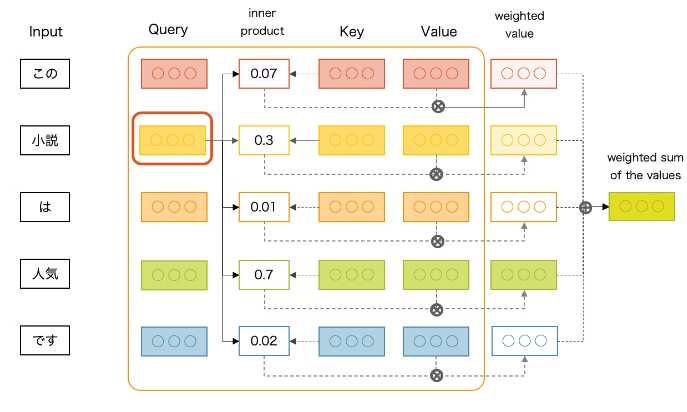 Input
Query
inner
product
Key
Value
weighted
value
この
0.07
小説
0.3
weighted sum
of the values
は
0.01
人気
0.7
です
0.02